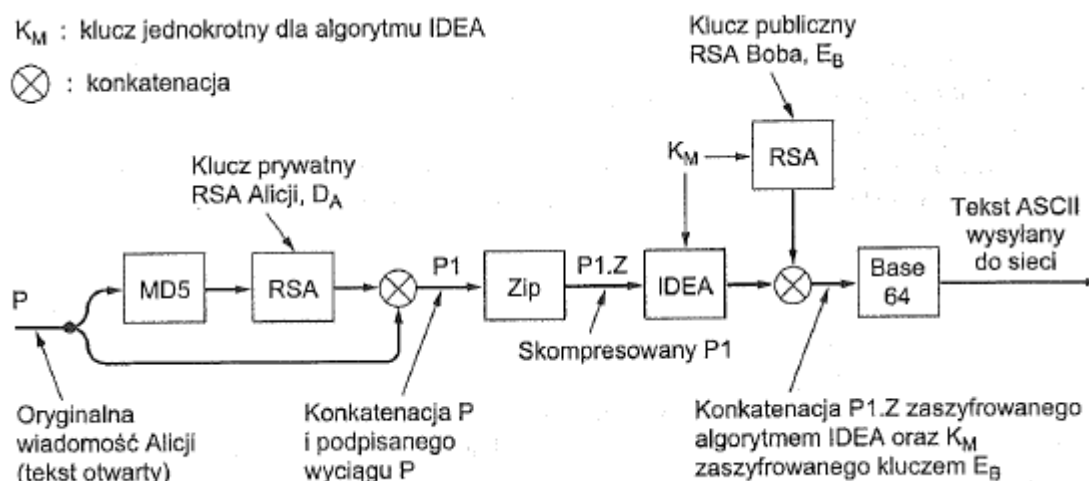 K_M : klucz jednokrotny dla algorytmu IDEA
: konkatenacja
Klucz publiczny
RSA Boba, E_B
K_M
RSA
Klucz prywatny
RSA Alicji, D_A
Tekst ASCII
wysyłany
do sieci
P
MD5
RSA
P1
Zip
P1.Z
IDEA
Base
64
Skompresowany P1
Oryginalna
wiadomość Alicji
(tekst otwarty)
Konkatenacja P
i podpisanego
wyciągu P
Konkatenacja P1.Z zaszyfrowanego
algorytmem IDEA oraz K_M
zaszyfrowanego kluczem E_B